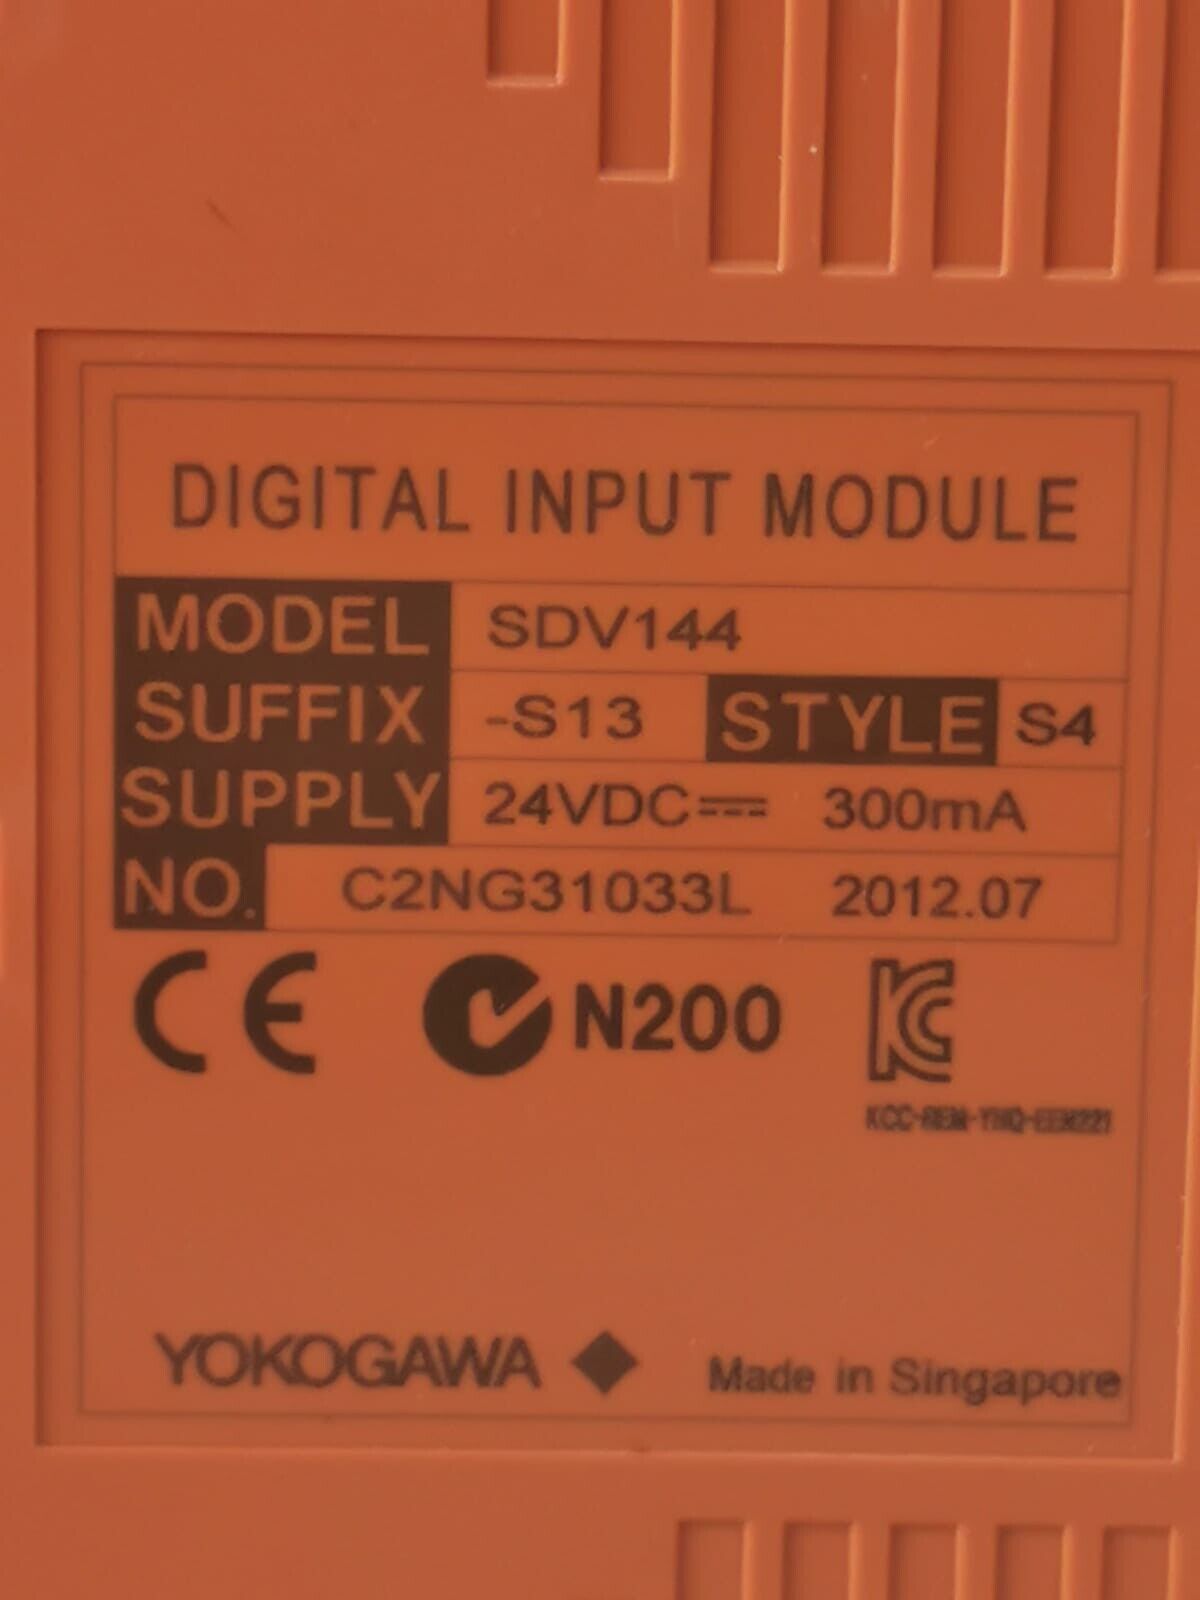 DIGITAL INPUT MODULE
MODEL SDV144
SUFFIX -S13 STYLE S4
SUPPLY 24VDC⎓ 300mA
NO. C2NG31033L 2012.07
CE N200 KC
YOKOGAWA ◆ Made in Singapore